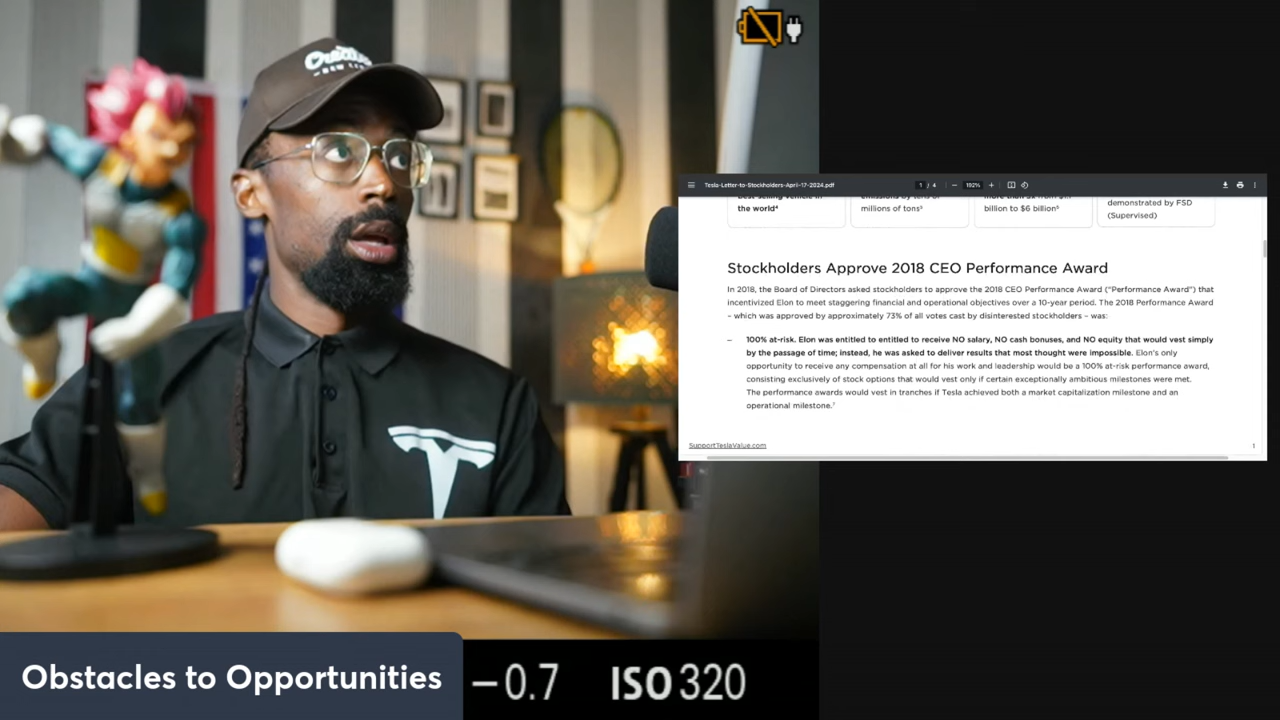 Tesla-Letter-to-Stockholders-April-17-2024.pdf
1 / 4
192%
the world⁴
millions of tons⁵
billion to $6 billion⁶
demonstrated by FSD
(Supervised)
Stockholders Approve 2018 CEO Performance Award
In 2018, the Board of Directors asked stockholders to approve the 2018 CEO Performance Award ("Performance Award") that
incentivized Elon to meet staggering financial and operational objectives over a 10-year period. The 2018 Performance Award
– which was approved by approximately 73% of all votes cast by disinterested stockholders – was:
– 100% at-risk. Elon was entitled to entitled to receive NO salary, NO cash bonuses, and NO equity that would vest simply
by the passage of time; instead, he was asked to deliver results that most thought were impossible. Elon's only
opportunity to receive any compensation at all for his work and leadership would be a 100% at-risk performance award,
consisting exclusively of stock options that would vest only if certain exceptionally ambitious milestones were met.
The performance awards would vest in tranches if Tesla achieved both a market capitalization milestone and an
operational milestone.⁷
SupportTeslaValue.com
1
Obstacles to Opportunities
–0.7
ISO 320